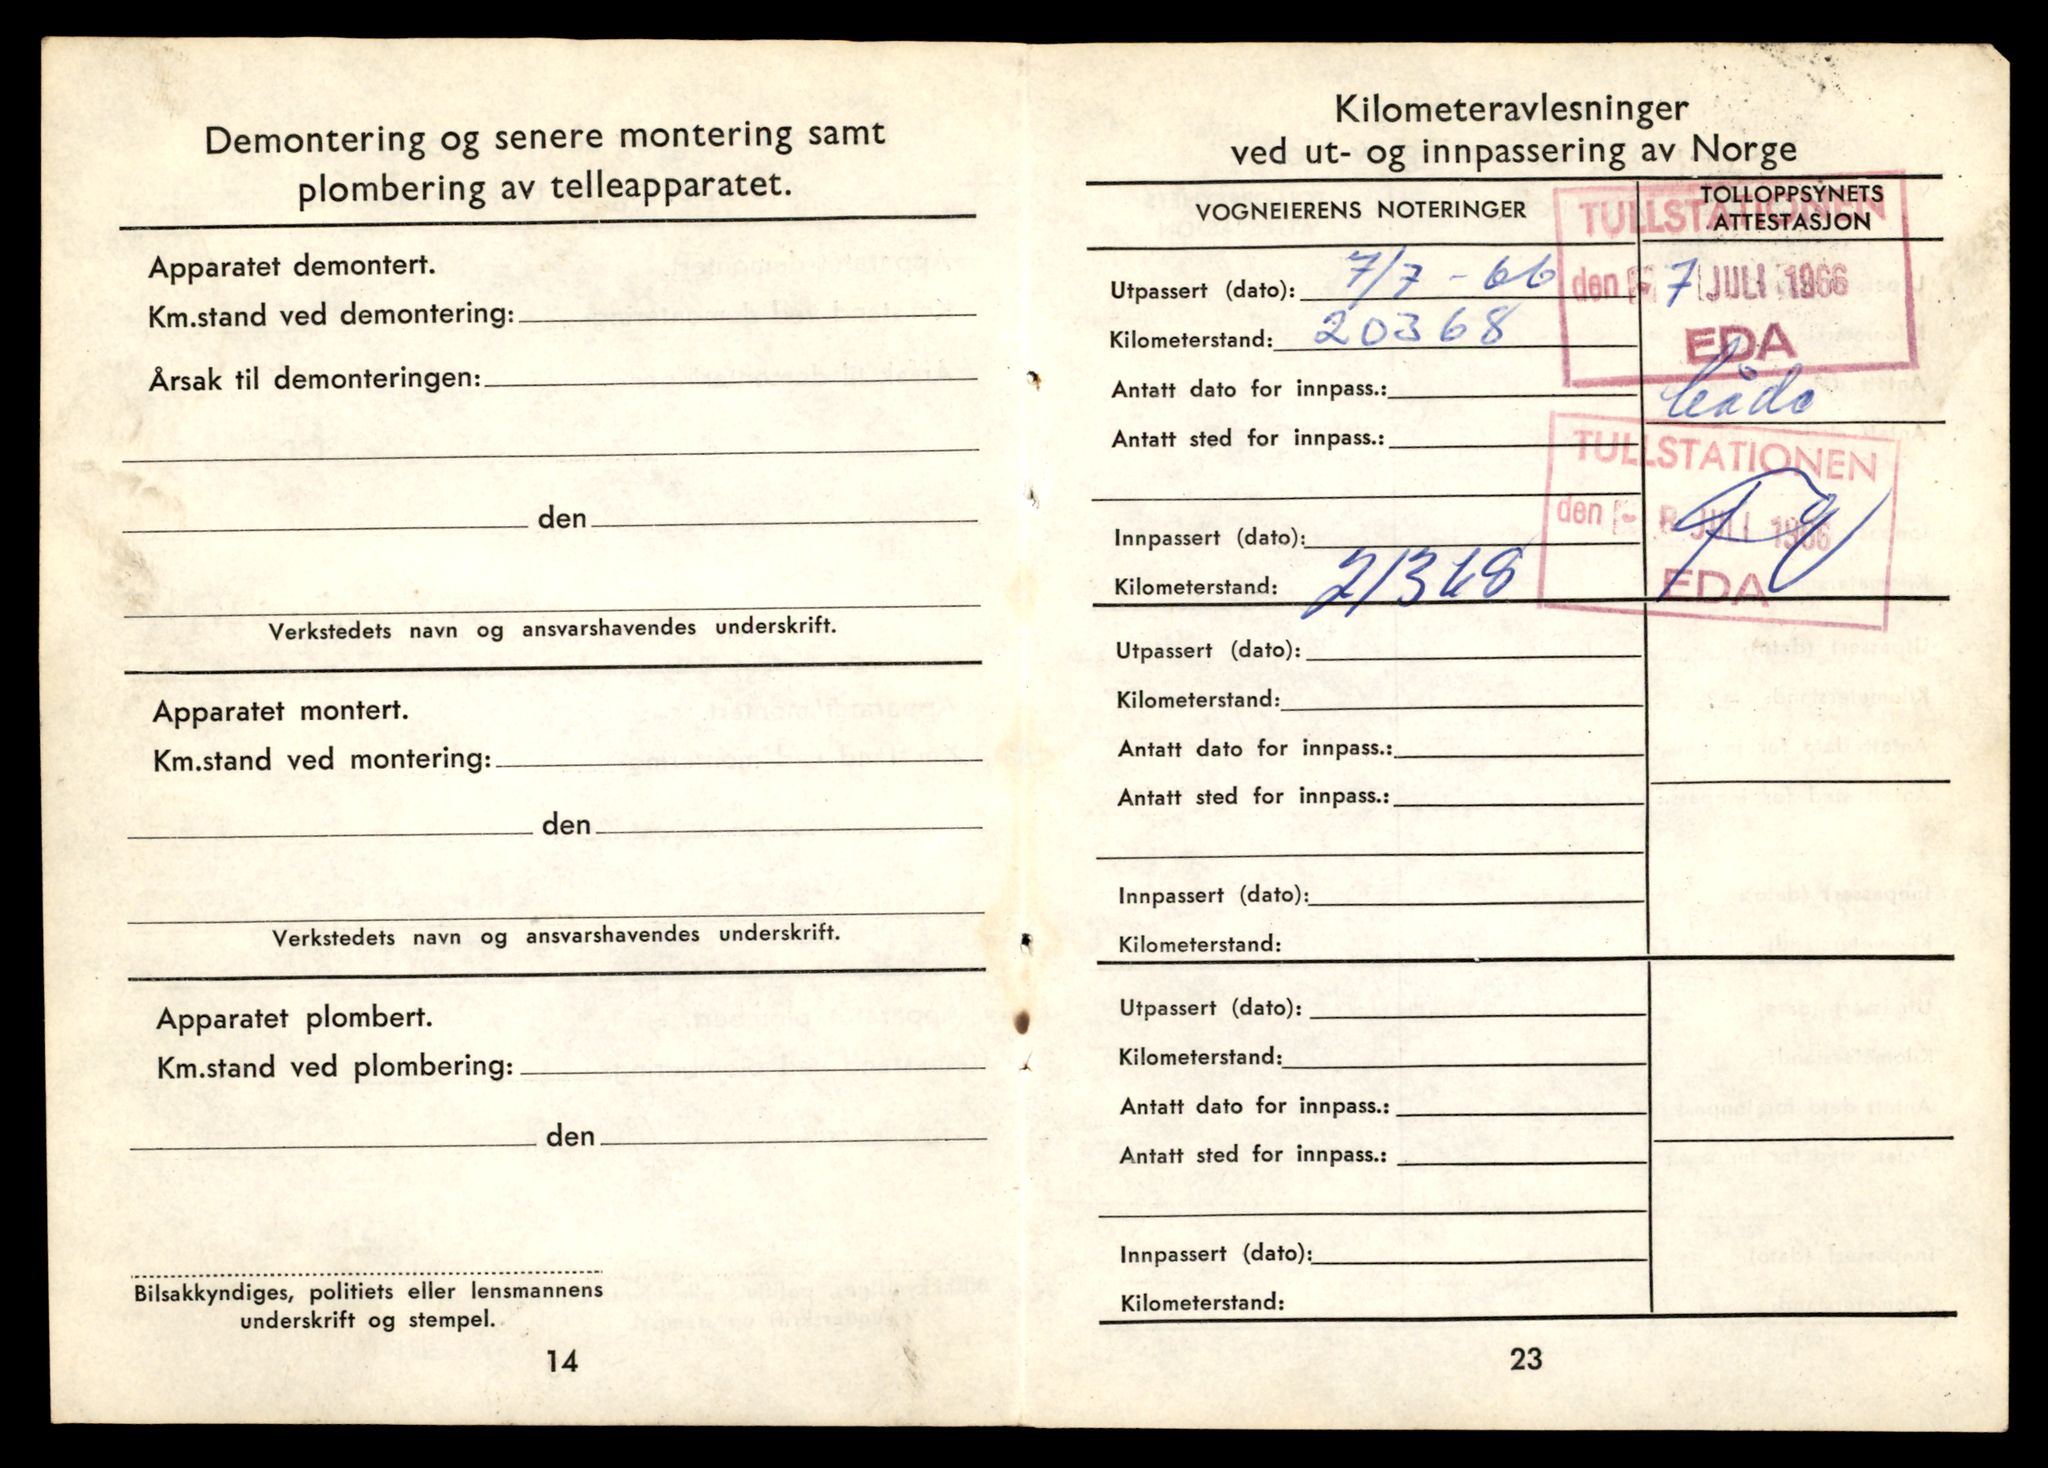 Demontering og senere montering samt
plombering av telleapparatet.
Apparatet demontert.
Km.stand ved demontering:
Årsak til demonteringen:
den
Verkstedets navn og ansvarshavendes underskrift.
Apparatet montert.
Km.stand ved montering:
den
Verkstedets navn og ansvarshavendes underskrift.
Apparatet plombert.
Km.stand ved plombering:
den
Bilsakkyndiges, politiets eller lensmannens
underskrift og stempel.
14
Kilometeravlesninger
ved ut- og innpassering av Norge
VOGNEIERENS NOTERINGER
TOLLOPPSYNETS
ATTESTASJON
TULLSTATIONEN
den - 7 JULI 1966
EDA
Utpassert (dato): 7/7 - 66
Kilometerstand: 20368
Antatt dato for innpass.:
Antatt sted for innpass.:
TULLSTATIONEN
den - 8 JULI 1966
EDA
Innpassert (dato):
Kilometerstand:
Utpassert (dato):
Kilometerstand:
Antatt dato for innpass.:
Antatt sted for innpass.:
Innpassert (dato):
Kilometerstand:
Utpassert (dato):
Kilometerstand:
Antatt dato for innpass.:
Antatt sted for innpass.:
Innpassert (dato):
Kilometerstand:
23